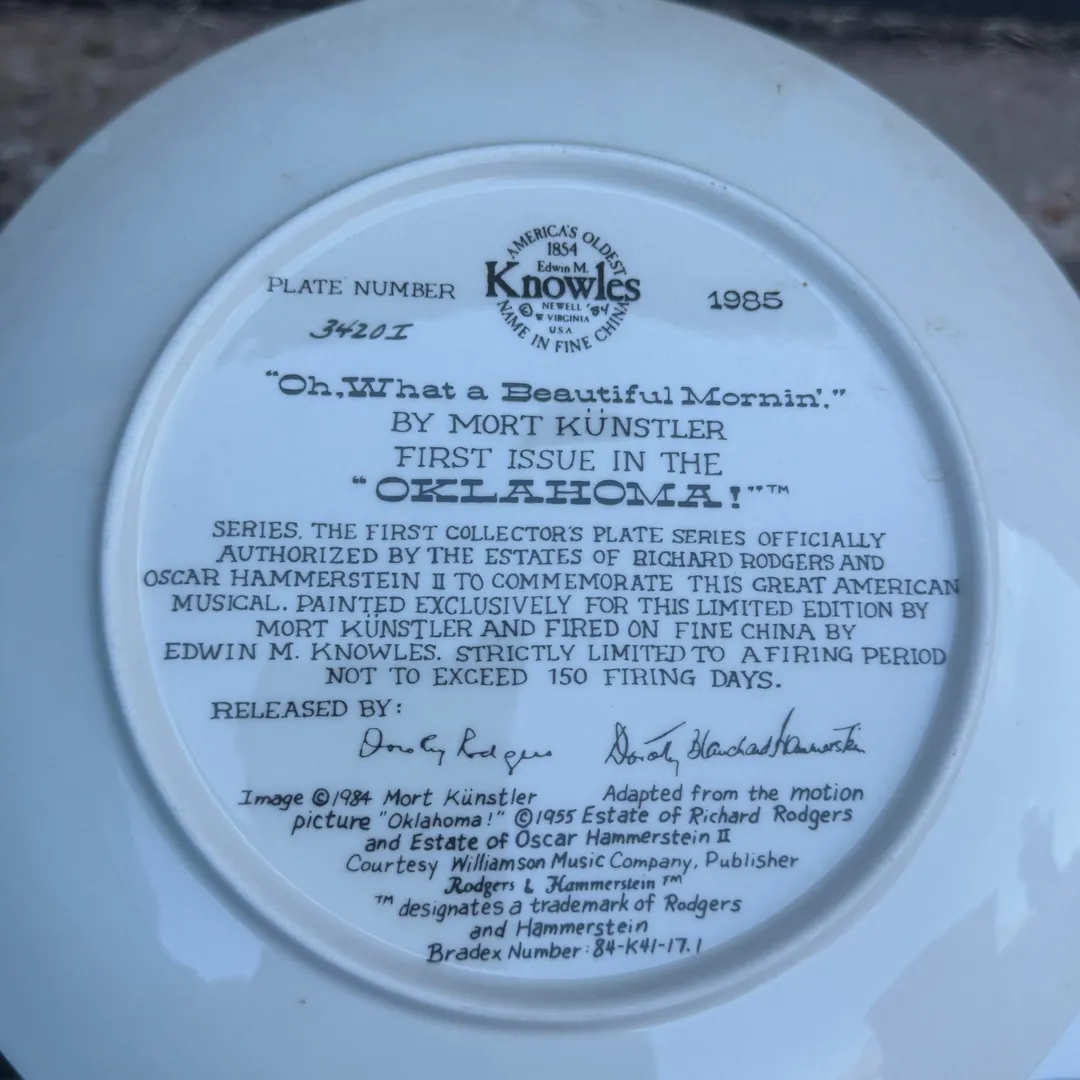 AMERICA'S OLDEST
1854
Edwin M.
Knowles
© NEWELL '84
W VIRGINIA
U.S.A
NAME IN FINE CHINA
PLATE NUMBER
3420I
1985
"Oh, What a Beautiful Mornin'."
BY MORT KÜNSTLER
FIRST ISSUE IN THE
"OKLAHOMA!"™
SERIES, THE FIRST COLLECTOR'S PLATE SERIES OFFICIALLY
AUTHORIZED BY THE ESTATES OF RICHARD RODGERS AND
OSCAR HAMMERSTEIN II TO COMMEMORATE THIS GREAT AMERICAN
MUSICAL. PAINTED EXCLUSIVELY FOR THIS LIMITED EDITION BY
MORT KÜNSTLER AND FIRED ON FINE CHINA BY
EDWIN M. KNOWLES. STRICTLY LIMITED TO A FIRING PERIOD
NOT TO EXCEED 150 FIRING DAYS.
RELEASED BY:
Dorothy Rodgers Dorothy Blanchard Hammerstein
Image ©1984 Mort Künstler Adapted from the motion
picture "Oklahoma!" ©1955 Estate of Richard Rodgers
and Estate of Oscar Hammerstein II
Courtesy Williamson Music Company, Publisher
Rodgers & Hammerstein ™
™ designates a trademark of Rodgers
and Hammerstein
Bradex Number: 84-K41-17.1